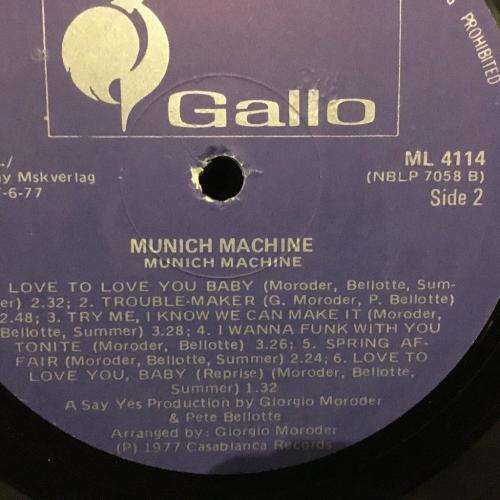 PROHIBITED
Gallo
ML 4114
(NBLP 7058 B)
Side 2
Mskverlag
-6-77
MUNICH MACHINE
MUNICH MACHINE
LOVE TO LOVE YOU BABY (Moroder, Bellotte, Sum-
er) 2.32; 2. TROUBLE-MAKER (G. Moroder, P. Bellotte)
2.48; 3. TRY ME, I KNOW WE CAN MAKE IT (Moroder,
Bellotte, Summer) 3.28; 4. I WANNA FUNK WITH YOU
TONITE (Moroder, Bellotte) 3.26; 5. SPRING AF-
FAIR (Moroder, Bellotte, Summer) 2.24; 6. LOVE TO
LOVE YOU, BABY (Reprise) (Moroder, Bellotte,
Summer) 1.32
A Say Yes Production by Giorgio Moroder
& Pete Bellotte
Arranged by: Giorgio Moroder
(P) 1977 Casablanca Records